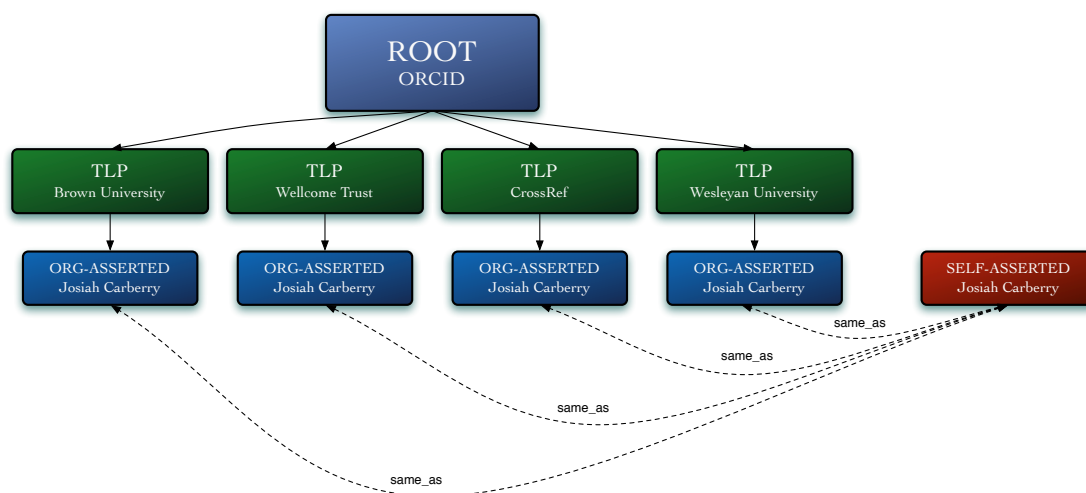 ROOT
ORCID
TLP
Brown University
TLP
Wellcome Trust
TLP
CrossRef
TLP
Wesleyan University
ORG-ASSERTED
Josiah Carberry
ORG-ASSERTED
Josiah Carberry
ORG-ASSERTED
Josiah Carberry
ORG-ASSERTED
Josiah Carberry
SELF-ASSERTED
Josiah Carberry
same_as
same_as
same_as
same_as